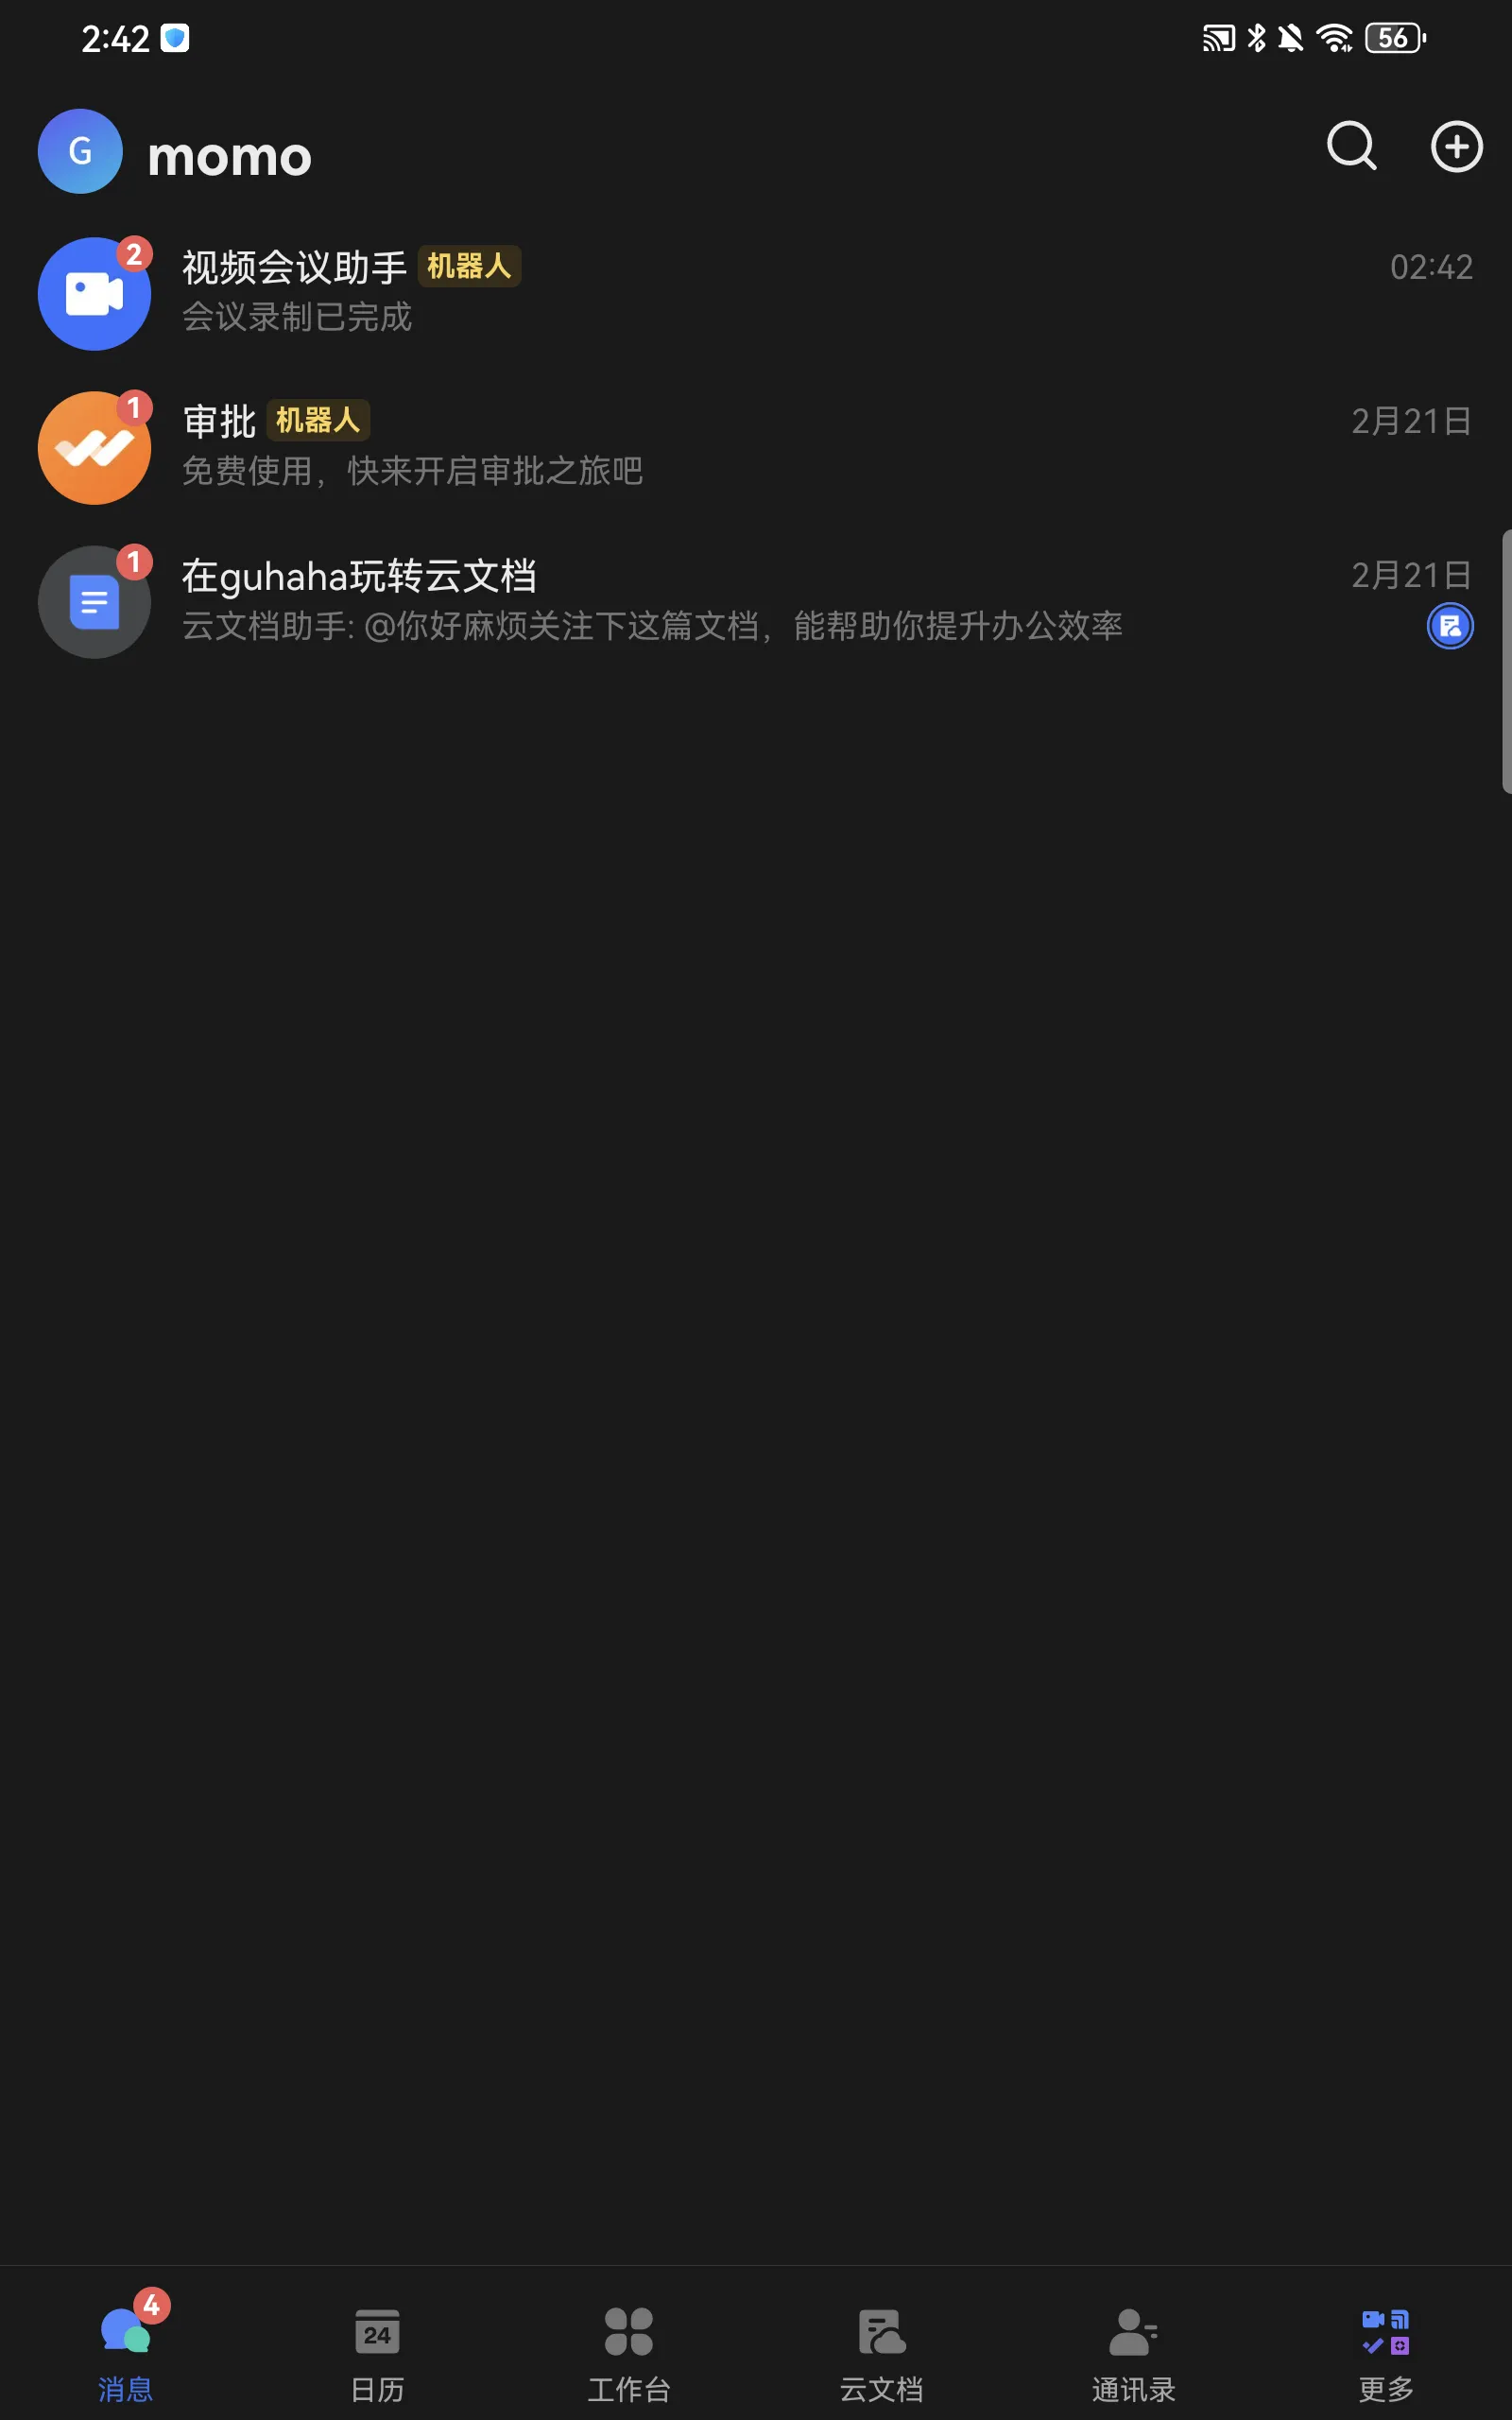 2:42
56
G
momo
2
视频会议助手 机器人
02:42
会议录制已完成
1
审批 机器人
2月21日
免费使用，快来开启审批之旅吧
1
在guhaha玩转云文档
2月21日
云文档助手: @你好麻烦关注下这篇文档，能帮助你提升办公效率
4
24
消息
日历
工作台
云文档
通讯录
更多